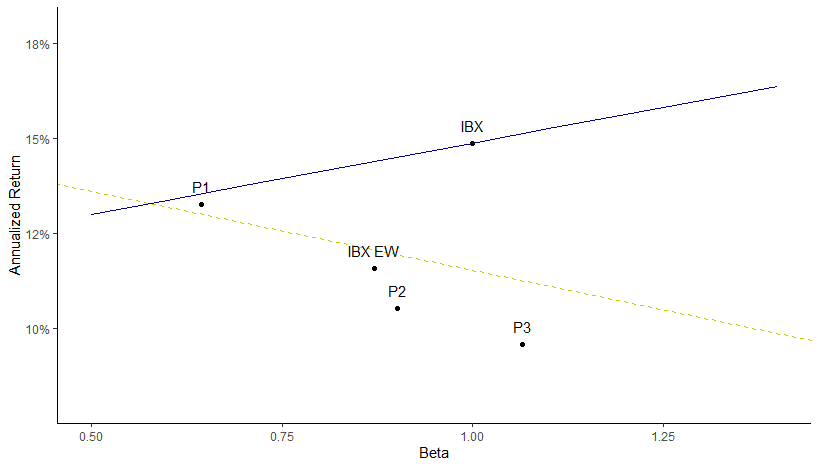 18%
15%
12%
10%
Annualized Return
IBX
P1
IBX EW
P2
P3
0.50
0.75
1.00
1.25
Beta